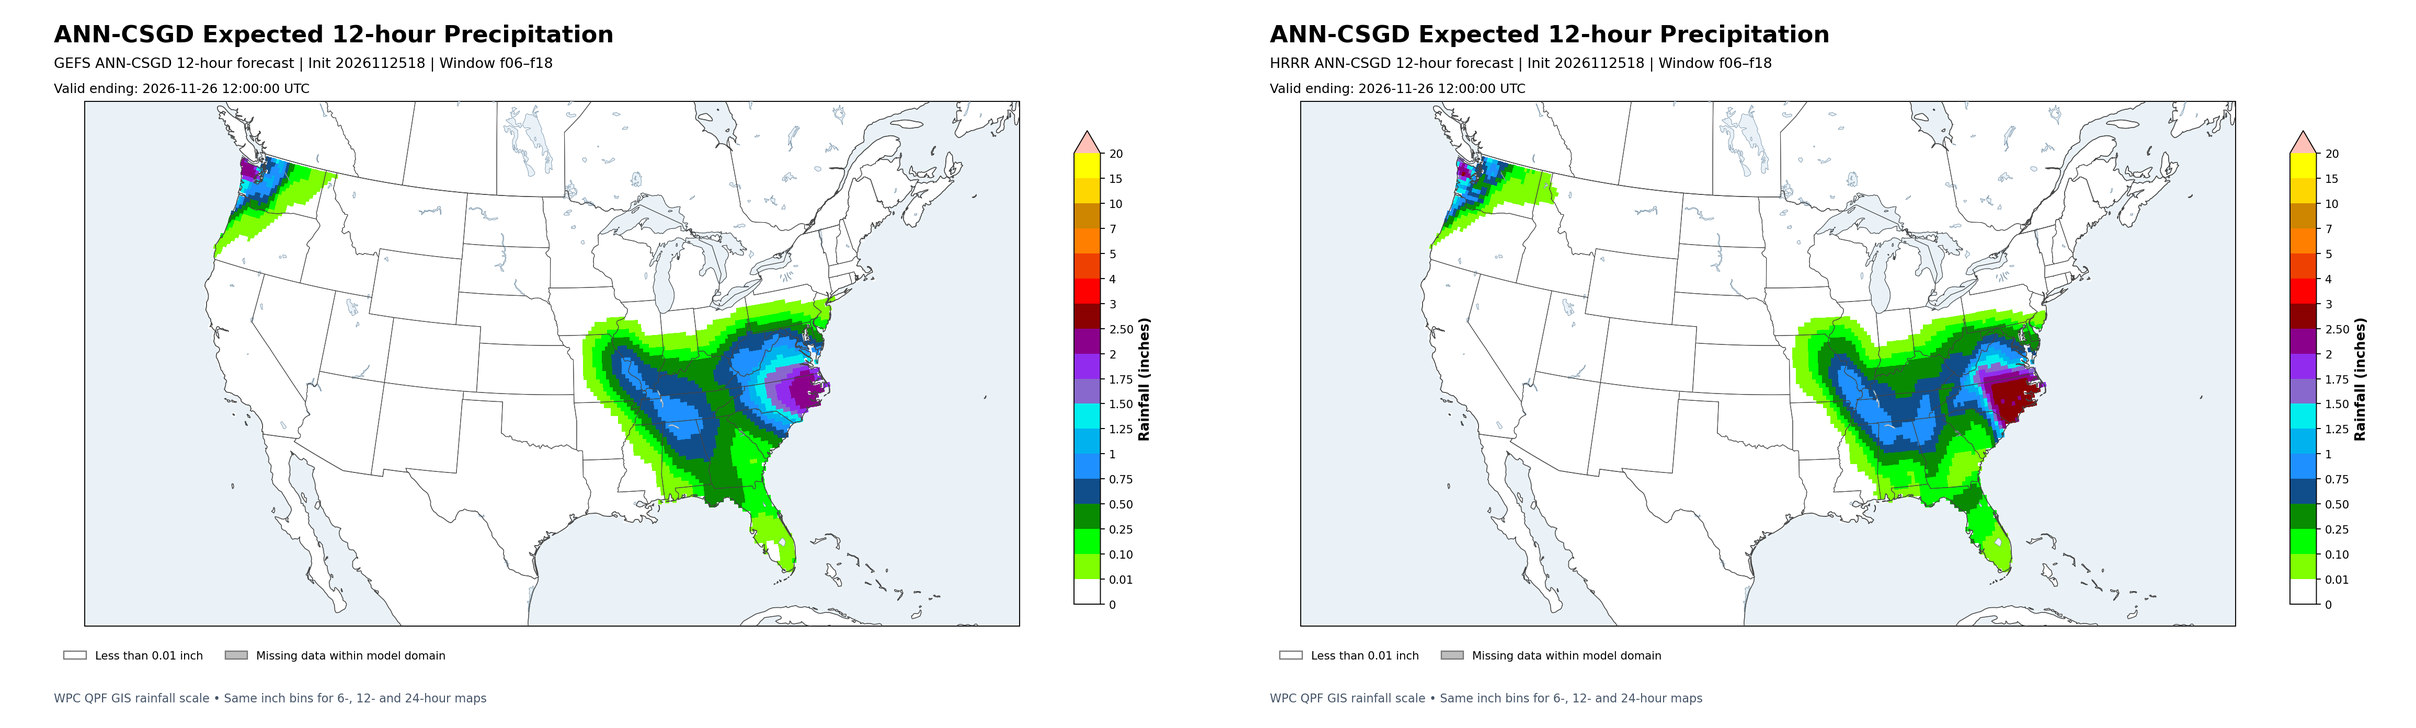 ANN-CSGD Expected 12-hour Precipitation
GEFS ANN-CSGD 12-hour forecast | Init 2026112518 | Window f06–f18
Valid ending: 2026-11-26 12:00:00 UTC
20
15
10
7
5
4
3
2.50
2
1.75
1.50
1.25
1
0.75
0.50
0.25
0.10
0.01
0
Rainfall (inches)
Less than 0.01 inch
Missing data within model domain
WPC QPF GIS rainfall scale • Same inch bins for 6-, 12- and 24-hour maps
ANN-CSGD Expected 12-hour Precipitation
HRRR ANN-CSGD 12-hour forecast | Init 2026112518 | Window f06–f18
Valid ending: 2026-11-26 12:00:00 UTC
20
15
10
7
5
4
3
2.50
2
1.75
1.50
1.25
1
0.75
0.50
0.25
0.10
0.01
0
Rainfall (inches)
Less than 0.01 inch
Missing data within model domain
WPC QPF GIS rainfall scale • Same inch bins for 6-, 12- and 24-hour maps